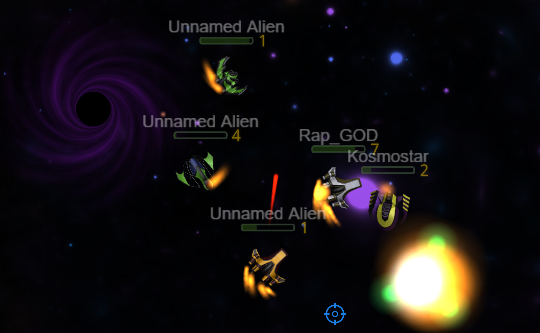 Unnamed Alien
1
Unnamed Alien
4
Rap_GOD
7
Kosmostar
2
Unnamed Alien
1